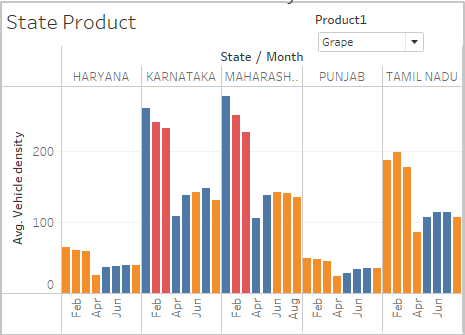 State Product
Product1
Grape
State / Month
HARYANA KARNATAKA MAHARASH.. PUNJAB TAMIL NADU
Avg. Vehicle density
200
100
0
Feb Apr Jun Feb Apr Jun Feb Apr Jun Aug Feb Apr Jun Feb Apr Jun